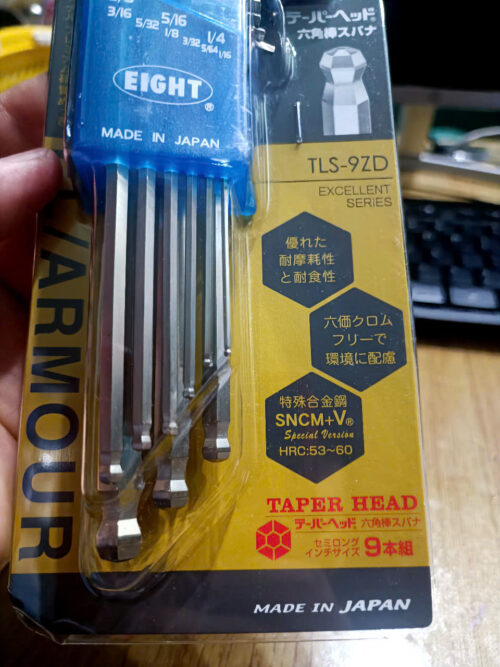 3/16 5/32 5/16
1/8 3/32 5/64 1/16
1/4
EIGHT
®
MADE IN JAPAN
テーパーヘッド
六角棒スパナ
TLS-9ZD
EXCELLENT
SERIES
優れた
耐摩耗性
と耐食性
六価クロム
フリーで
環境に配慮
特殊合金鋼
SNCM+V®
Special Version
HRC:53~60
/ARMOUR
TAPER HEAD
テーパーヘッド 六角棒スパナ
セミロング
インチサイズ 9本組
MADE IN JAPAN